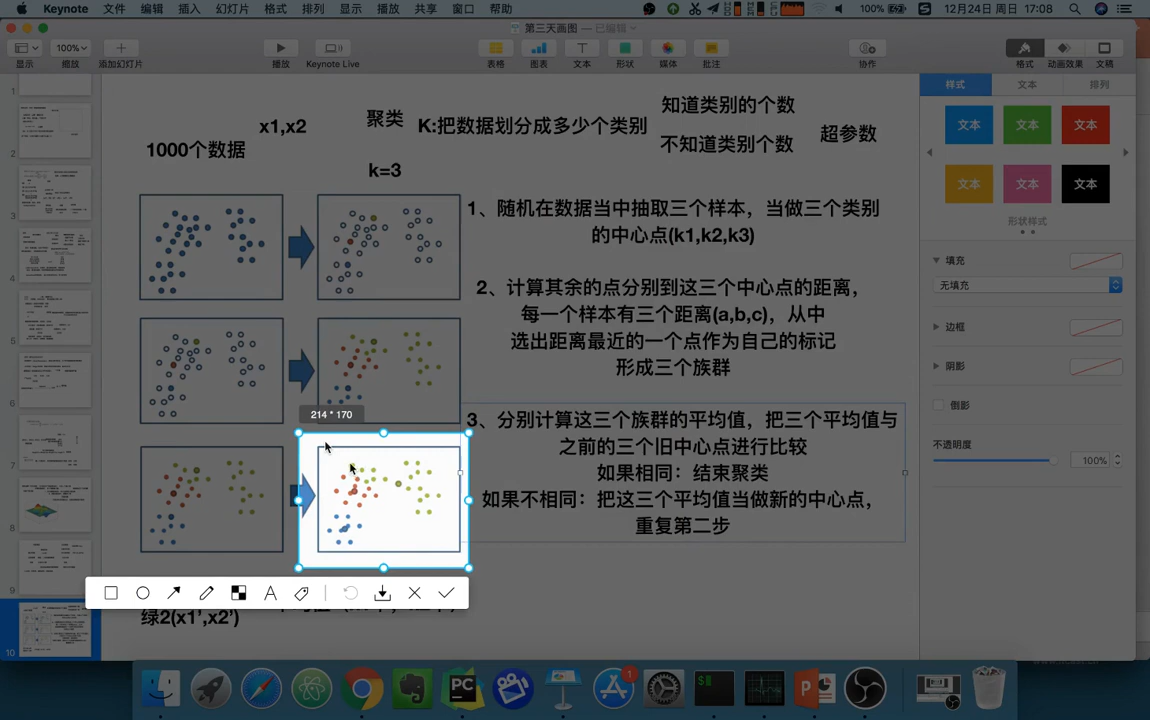 Keynote 文件 编辑 插入 幻灯片 格式 排列 显示 播放 共享 窗口 帮助
100% 12月24日 周日 17:08
第三天画图 — 已编辑
100%
显示 缩放 添加幻灯片 播放 Keynote Live 表格 图表 文本 形状 媒体 批注 协作 格式 动画效果 文稿
样式 文本 排列
1
2
3
4
5
6
7
8
9
10
x1,x2
聚类
K:把数据划分成多少个类别
知道类别的个数
不知道类别个数
超参数
1000个数据
k=3
1、随机在数据当中抽取三个样本，当做三个类别
的中心点(k1,k2,k3)
2、计算其余的点分别到这三个中心点的距离，
每一个样本有三个距离(a,b,c)，从中
选出距离最近的一个点作为自己的标记
形成三个族群
214 * 170
3、分别计算这三个族群的平均值，把三个平均值与
之前的三个旧中心点进行比较
如果相同：结束聚类
如果不相同：把这三个平均值当做新的中心点，
重复第二步
绿2(x1’,x2’)
文本 文本 文本
文本 文本 文本
形状样式
填充
无填充
边框
阴影
倒影
不透明度
100%
A
PC
1
$
P